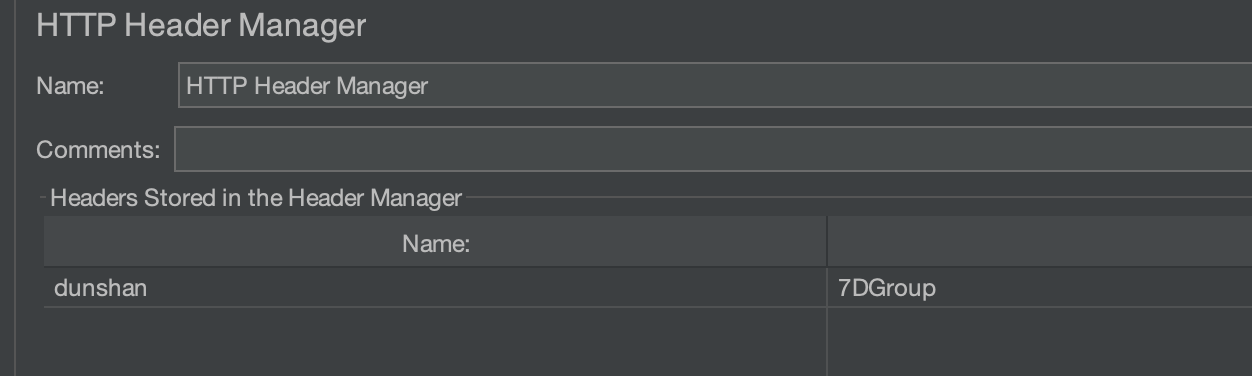 HTTP Header Manager
Name: HTTP Header Manager
Comments:
Headers Stored in the Header Manager
Name:
dunshan 7DGroup